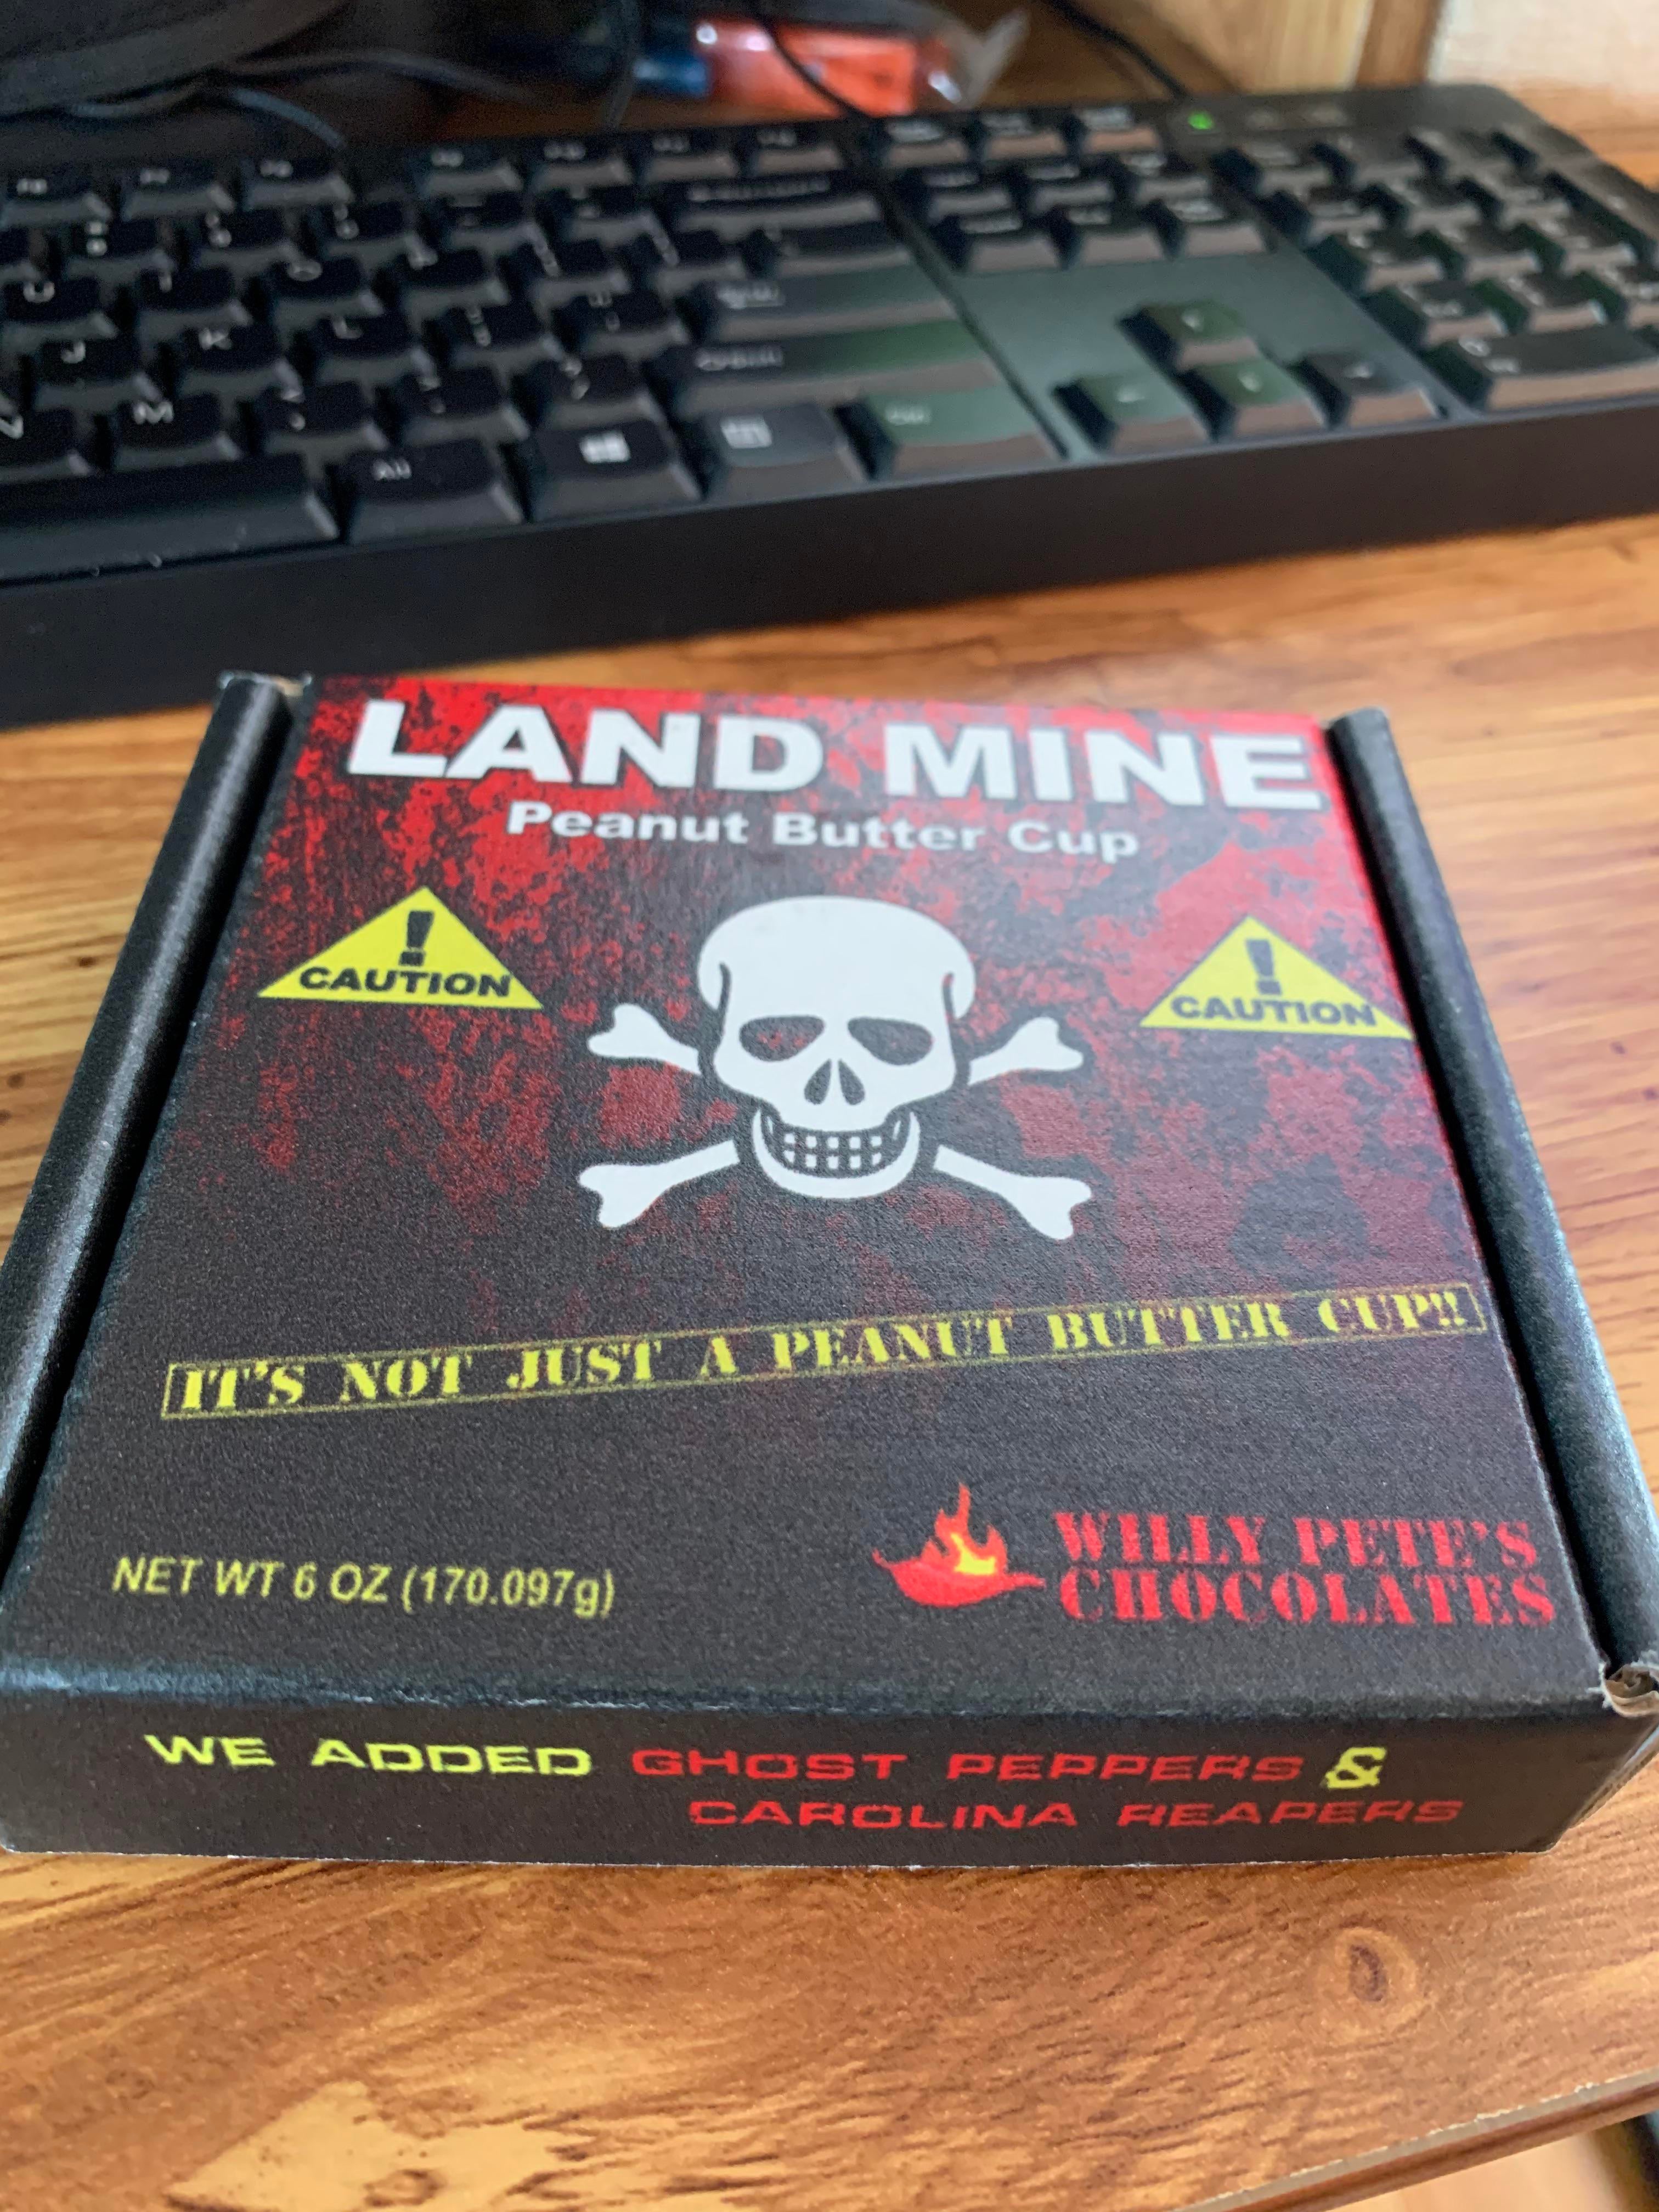 U
J
K
L
M
Alt
LAND MINE
Peanut Butter Cup
! CAUTION
! CAUTION
IT'S NOT JUST A PEANUT BUTTER CUP!!
NET WT 6 OZ (170.097g)
WILLY PETE'S
CHOCOLATES
WE ADDED GHOST PEPPERS &
CAROLINA REAPERS